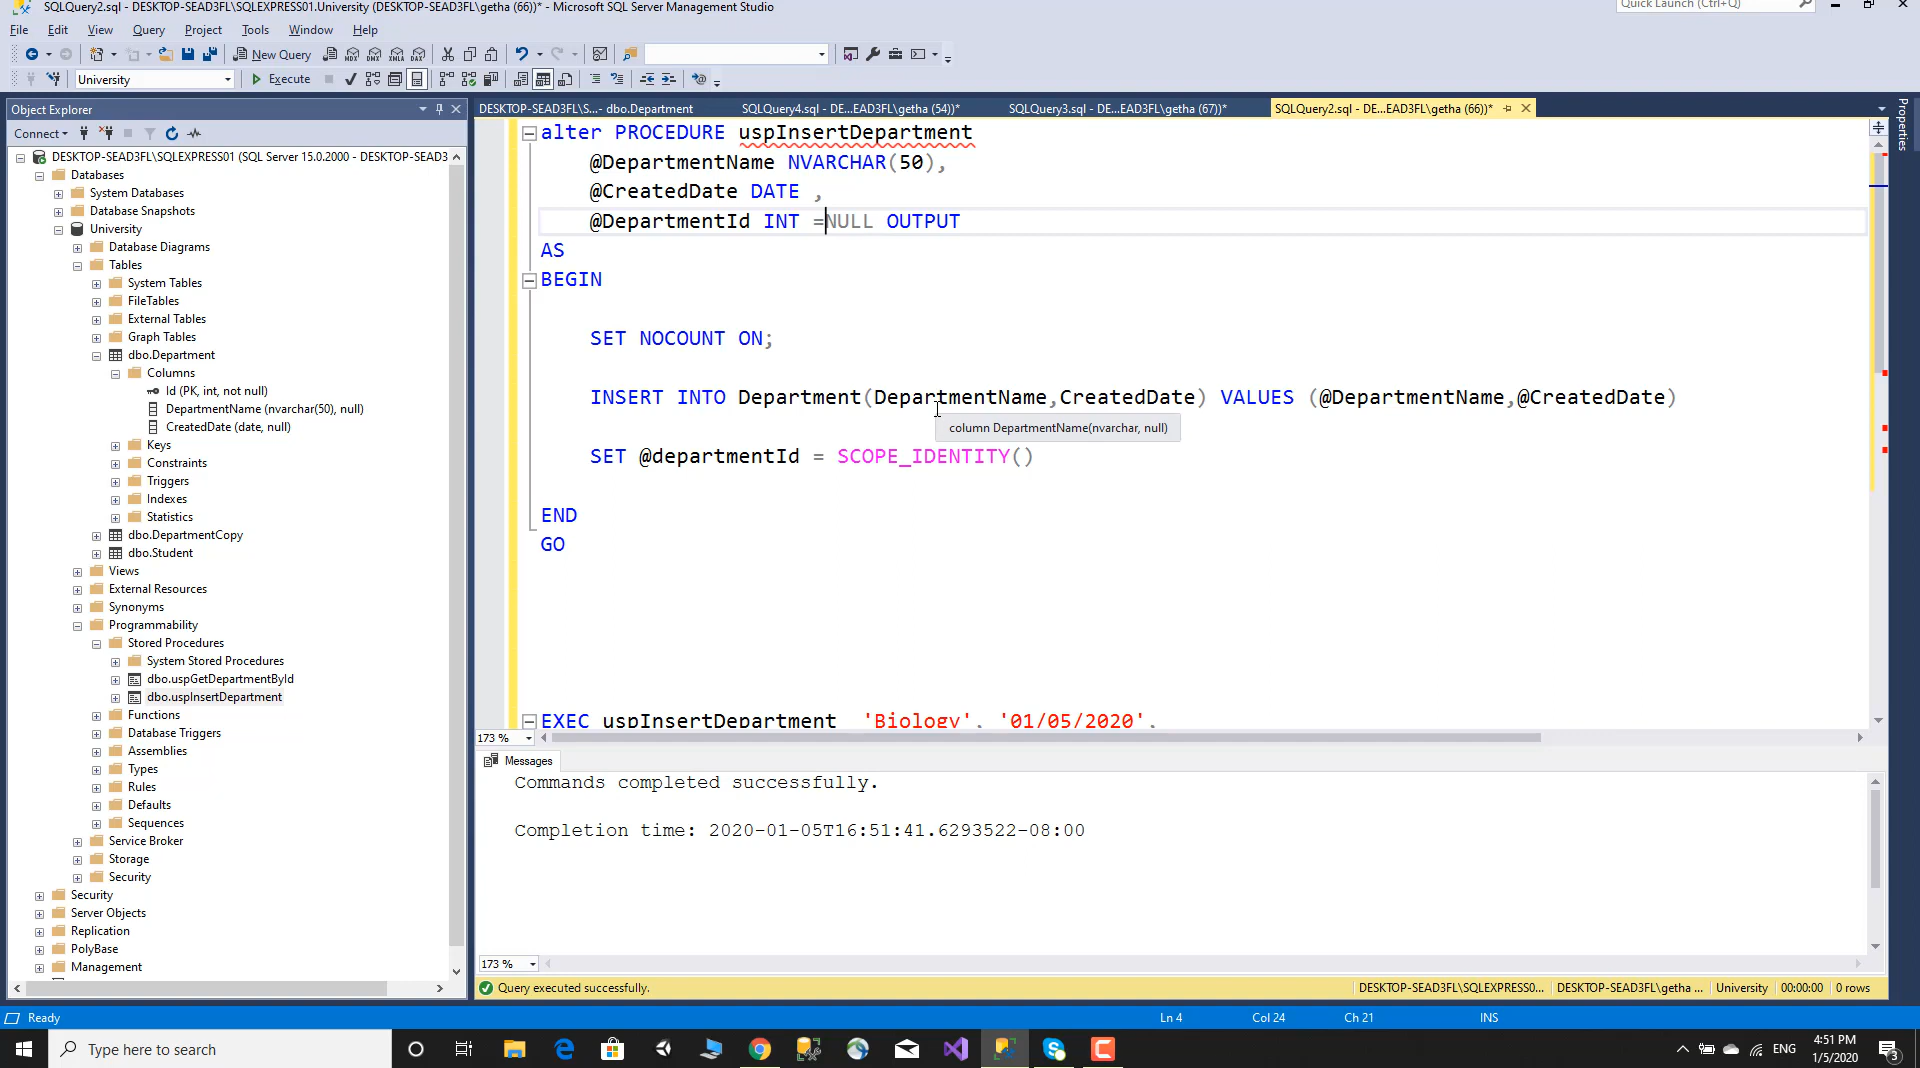 SQLQuery2.sql - DESKTOP-SEAD3FL\SQLEXPRESS01.University (DESKTOP-SEAD3FL\getha (66))* - Microsoft SQL Server Management Studio
Quick Launch (Ctrl+Q)
File Edit View Query Project Tools Window Help
New Query
University
Execute
Object Explorer
DESKTOP-SEAD3FL\S...- dbo.Department
SQLQuery4.sql - DE...EAD3FL\getha (54))*
SQLQuery3.sql - DE...EAD3FL\getha (67))*
SQLQuery2.sql - DE...EAD3FL\getha (66))*
Properties
Connect
DESKTOP-SEAD3FL\SQLEXPRESS01 (SQL Server 15.0.2000 - DESKTOP-SEAD3
Databases
System Databases
Database Snapshots
University
Database Diagrams
Tables
System Tables
FileTables
External Tables
Graph Tables
dbo.Department
Columns
Id (PK, int, not null)
DepartmentName (nvarchar(50), null)
CreatedDate (date, null)
Keys
Constraints
Triggers
Indexes
Statistics
dbo.DepartmentCopy
dbo.Student
Views
External Resources
Synonyms
Programmability
Stored Procedures
System Stored Procedures
dbo.uspGetDepartmentById
dbo.uspInsertDepartment
Functions
Database Triggers
Assemblies
Types
Rules
Defaults
Sequences
Service Broker
Storage
Security
Security
Server Objects
Replication
PolyBase
Management
alter PROCEDURE uspInsertDepartment
@DepartmentName NVARCHAR(50),
@CreatedDate DATE ,
@DepartmentId INT =NULL OUTPUT
AS
BEGIN
SET NOCOUNT ON;
INSERT INTO Department(DepartmentName,CreatedDate) VALUES (@DepartmentName,@CreatedDate)
column DepartmentName(nvarchar, null)
SET @departmentId = SCOPE_IDENTITY()
END
GO
EXEC uspInsertDepartment 'Biology', '01/05/2020',
173 %
Messages
Commands completed successfully.
Completion time: 2020-01-05T16:51:41.6293522-08:00
173 %
Query executed successfully.
DESKTOP-SEAD3FL\SQLEXPRESS0... DESKTOP-SEAD3FL\getha ... University 00:00:00 0 rows
Ready
Ln 4 Col 24 Ch 21 INS
Type here to search
ENG
4:51 PM
1/5/2020
3